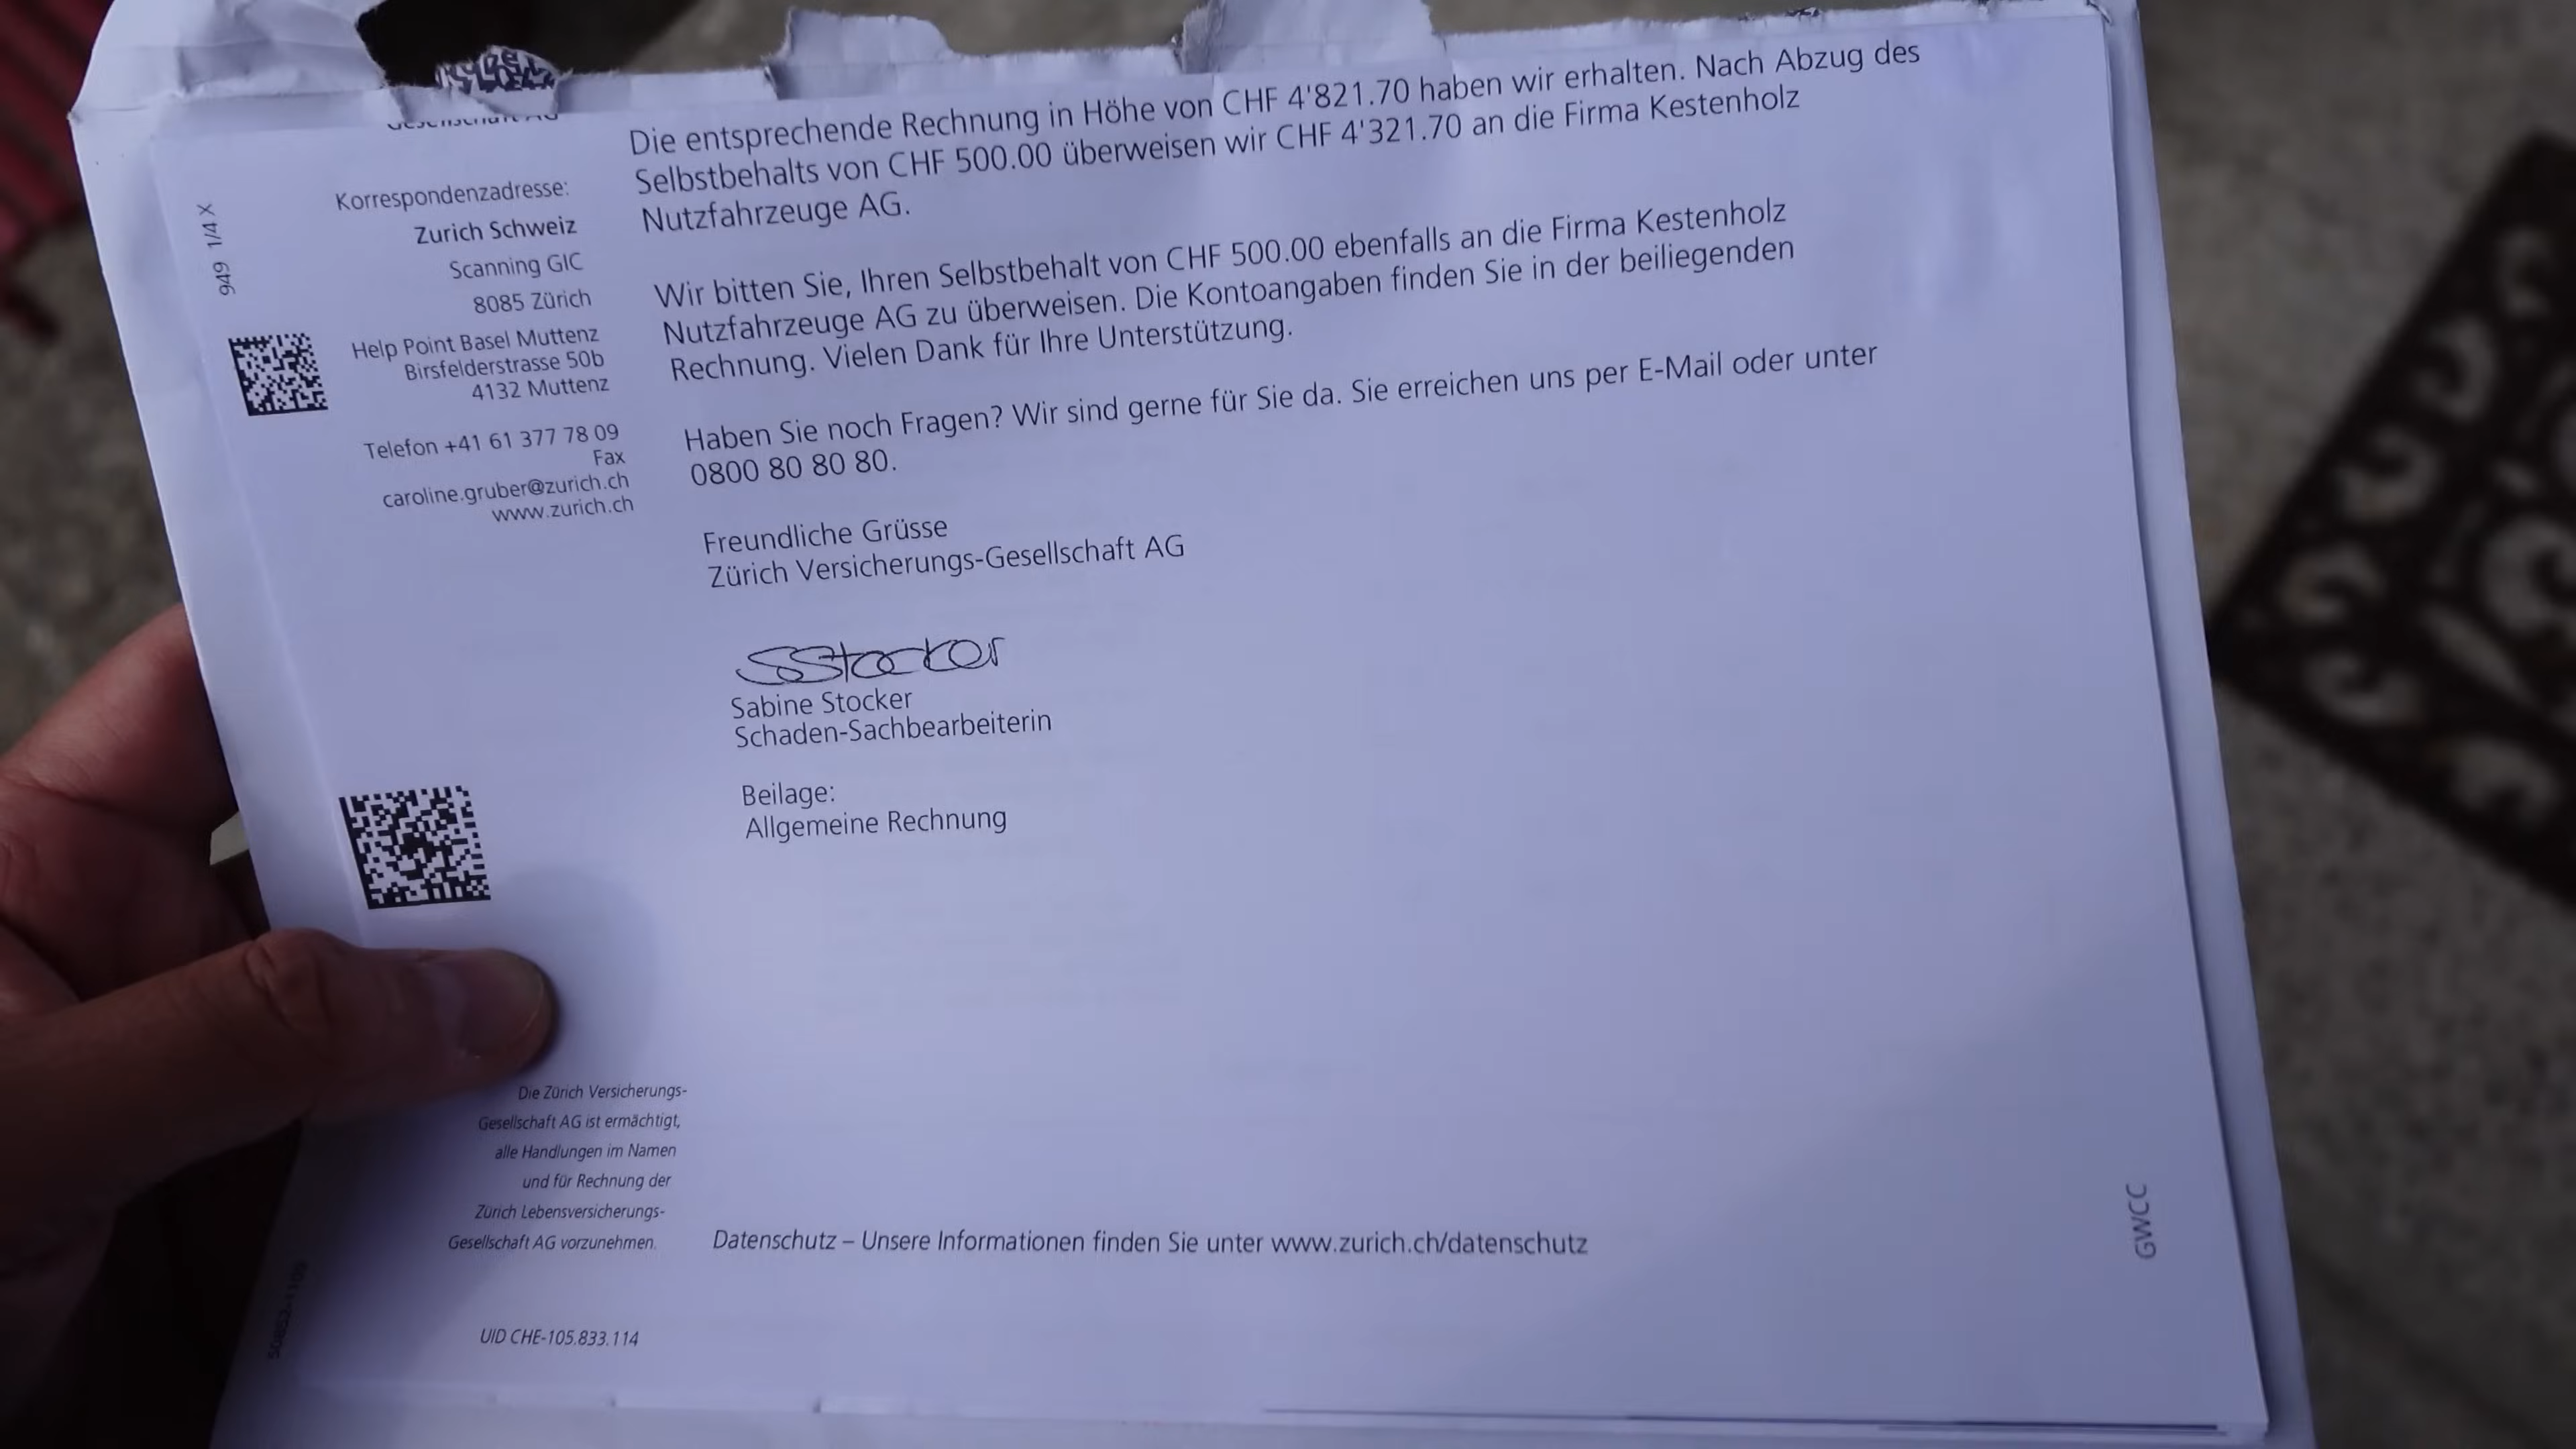 Gesellschaft AG
949 1/4 X
Korrespondenzadresse:
Zurich Schweiz
Scanning GIC
8085 Zürich
Help Point Basel Muttenz
Birsfelderstrasse 50b
4132 Muttenz
Telefon +41 61 377 78 09
Fax
caroline.gruber@zurich.ch
www.zurich.ch
Die entsprechende Rechnung in Höhe von CHF 4'821.70 haben wir erhalten. Nach Abzug des
Selbstbehalts von CHF 500.00 überweisen wir CHF 4'321.70 an die Firma Kestenholz
Nutzfahrzeuge AG.
Wir bitten Sie, Ihren Selbstbehalt von CHF 500.00 ebenfalls an die Firma Kestenholz
Nutzfahrzeuge AG zu überweisen. Die Kontoangaben finden Sie in der beiliegenden
Rechnung. Vielen Dank für Ihre Unterstützung.
Haben Sie noch Fragen? Wir sind gerne für Sie da. Sie erreichen uns per E-Mail oder unter
0800 80 80 80.
Freundliche Grüsse
Zürich Versicherungs-Gesellschaft AG
SStocker
Sabine Stocker
Schaden-Sachbearbeiterin
Beilage:
Allgemeine Rechnung
Die Zürich Versicherungs-
Gesellschaft AG ist ermächtigt,
alle Handlungen im Namen
und für Rechnung der
Zürich Lebensversicherungs-
Gesellschaft AG vorzunehmen.
Datenschutz – Unsere Informationen finden Sie unter www.zurich.ch/datenschutz
GWCC
UID CHE-105.833.114